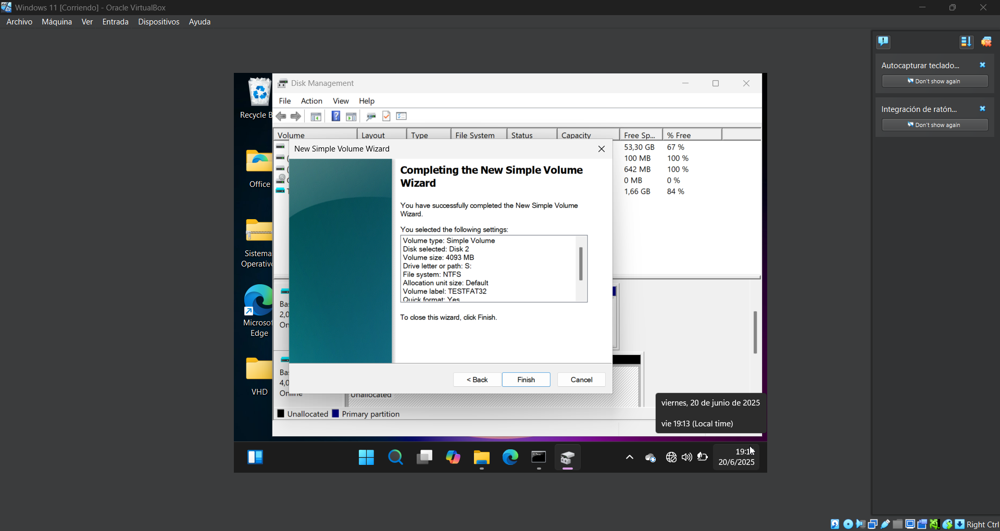 Windows 11 [Corriendo] - Oracle VirtualBox
Archivo Máquina Ver Entrada Dispositivos Ayuda
Autocapturar teclado...
Don't show again
Integración de ratón...
Don't show again
Recycle B
Office
Sistema
Operativ
Microsof
Edge
VHD
Disk Management
File Action View Help
Volume Layout Type File System Status Capacity Free Sp... % Free
53,30 GB 67 %
100 MB 100 %
642 MB 100 %
0 MB 0 %
1,66 GB 84 %
New Simple Volume Wizard
Completing the New Simple Volume
Wizard
You have successfully completed the New Simple Volume
Wizard.
You selected the following settings:
Volume type: Simple Volume
Disk selected: Disk 2
Volume size: 4093 MB
Drive letter or path: S:
File system: NTFS
Allocation unit size: Default
Volume label: TESTFAT32
Quick format: Yes
To close this wizard, click Finish.
< Back Finish Cancel
Bas
2,0
On
Bas
4,0
Online
Unallocated
Unallocated Primary partition
viernes, 20 de junio de 2025
vie 19:13 (Local time)
20/6/2025
Right Ctrl